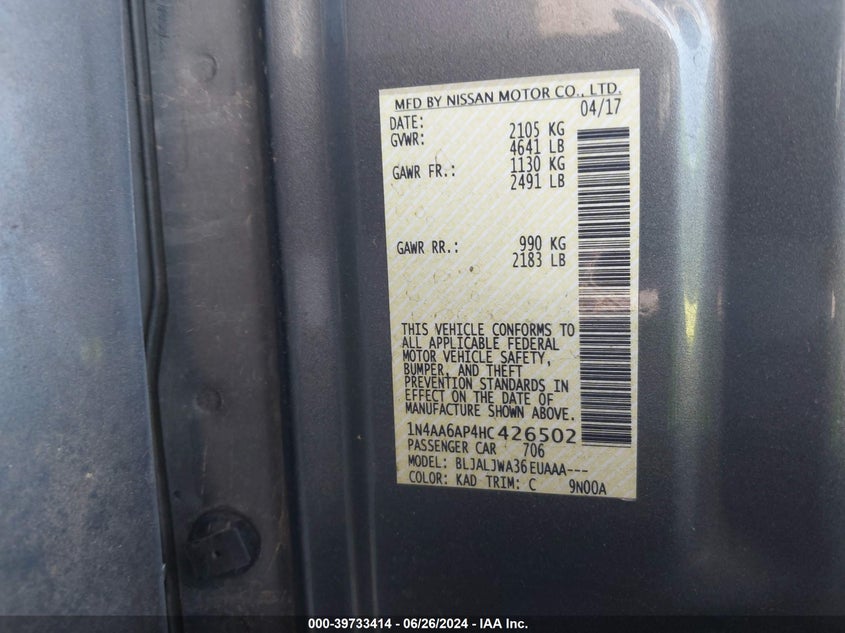 MFD BY NISSAN MOTOR CO., LTD.
DATE: 04/17
GVWR: 2105 KG
4641 LB
GAWR FR.: 1130 KG
2491 LB
GAWR RR.: 990 KG
2183 LB
THIS VEHICLE CONFORMS TO
ALL APPLICABLE FEDERAL
MOTOR VEHICLE SAFETY,
BUMPER, AND THEFT
PREVENTION STANDARDS IN
EFFECT ON THE DATE OF
MANUFACTURE SHOWN ABOVE.
1N4AA6AP4HC426502
PASSENGER CAR 706
MODEL: BLJALJWA36EUAAA---
COLOR: KAD TRIM: C 9N00A
000-39733414 - 06/26/2024 - IAA Inc.